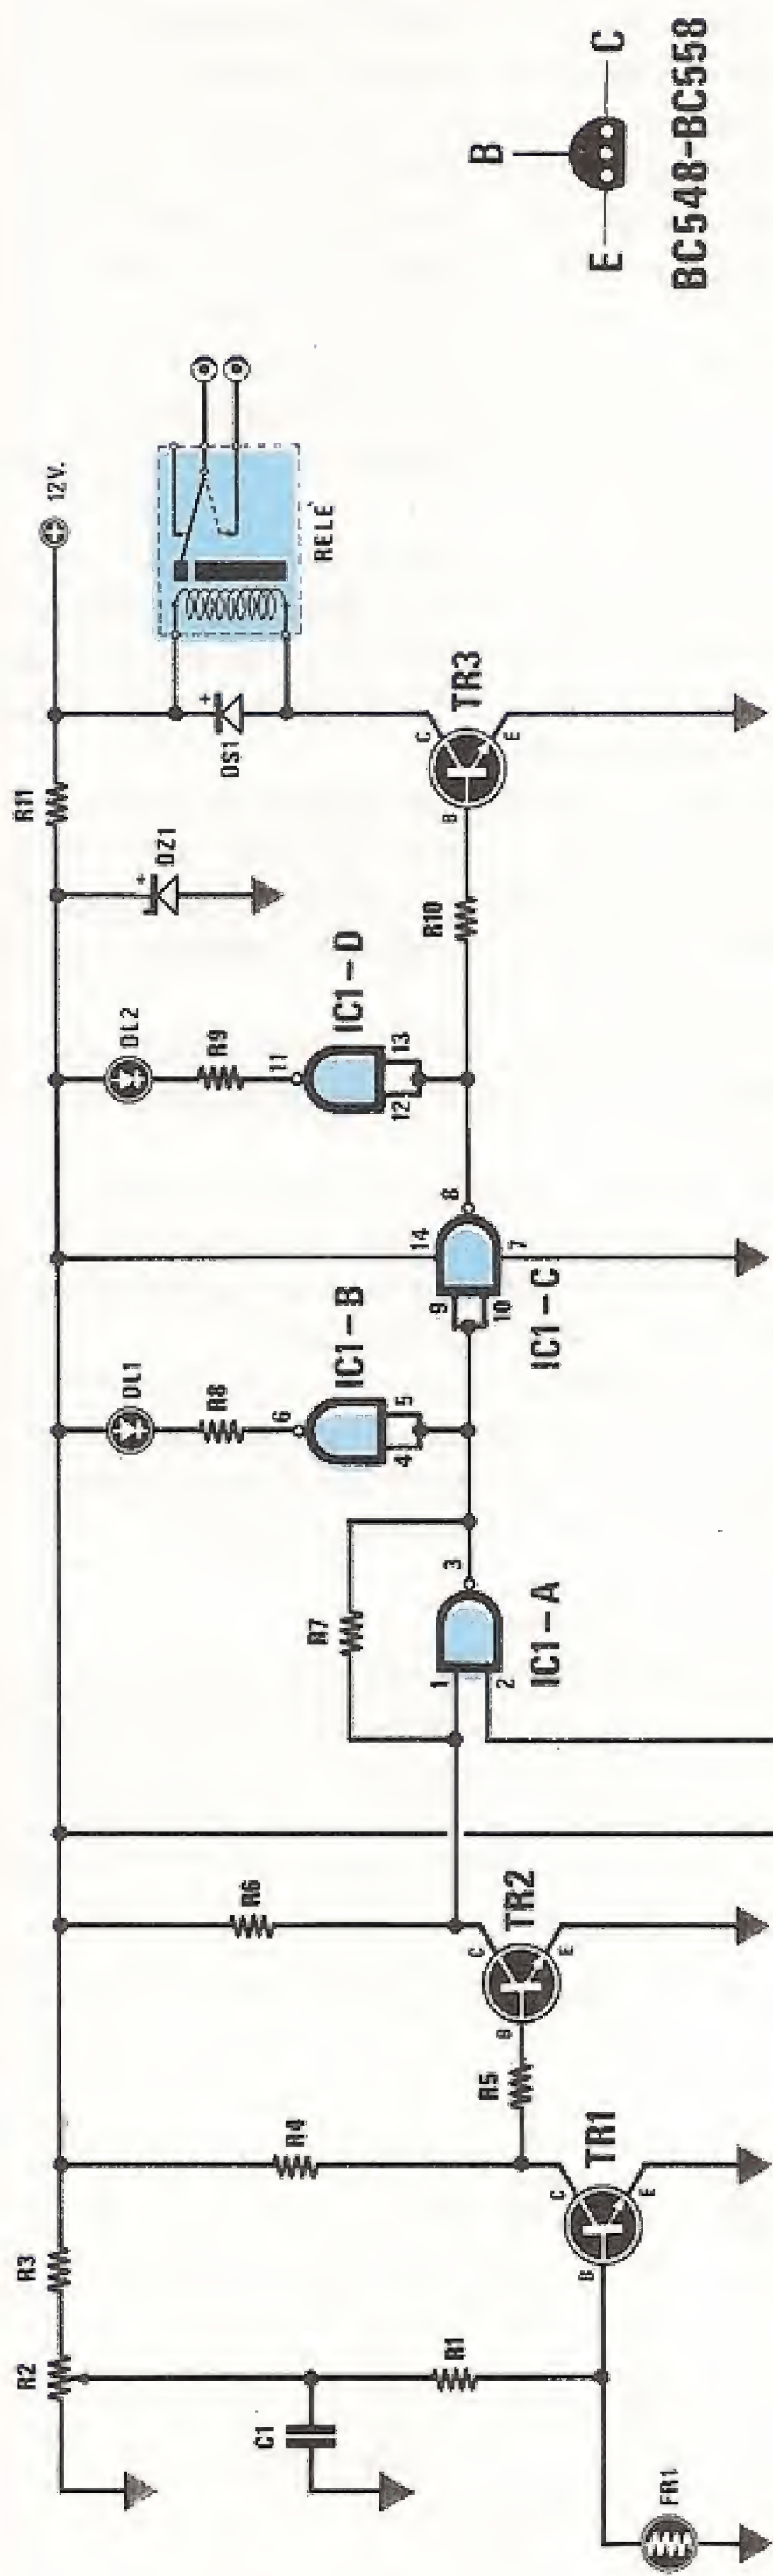 R2
R3
R11
12V.
C1
R1
FR1
B
C
E
TR1
R4
R5
B
C
E
TR2
R6
R7
1
2
3
IC1-A
4
5
6
IC1-B
R8
DL1
9
10
14
7
8
IC1-C
12
13
11
IC1-D
R9
DL2
DZ1
+
R10
B
C
E
TR3
DS1
+
RELÈ
B
E
C
BC548-BC558